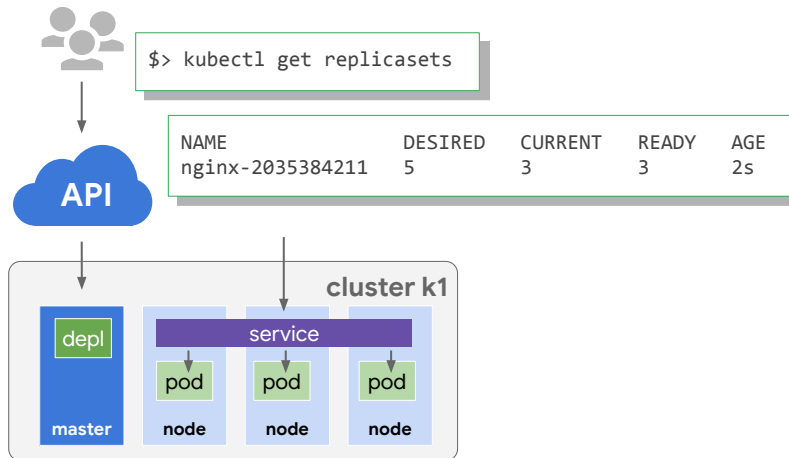 $> kubectl get replicasets
NAME DESIRED CURRENT READY AGE
nginx-2035384211 5 3 3 2s
API
cluster k1
depl
service
pod pod pod
master node node node